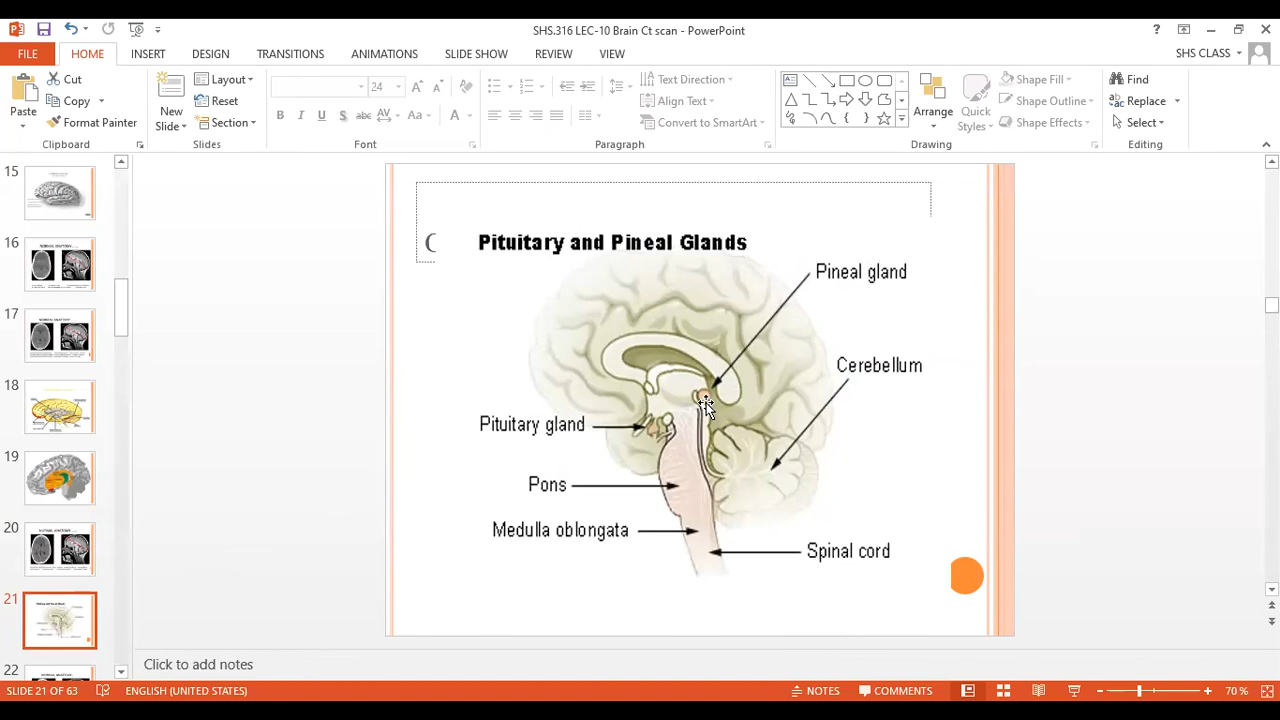 SHS.316 LEC-10 Brain Ct scan - PowerPoint
FILE HOME INSERT DESIGN TRANSITIONS ANIMATIONS SLIDE SHOW REVIEW VIEW SHS CLASS
Paste Cut Copy Format Painter
Clipboard
New Slide Layout Reset Section
Slides
24
Font
Text Direction Align Text Convert to SmartArt
Paragraph
Arrange Quick Styles Shape Fill Shape Outline Shape Effects
Drawing
Find Replace Select
Editing
15
16
17
18
19
20
21
22
Pituitary and Pineal Glands
Pineal gland
Cerebellum
Pituitary gland
Pons
Medulla oblongata
Spinal cord
Click to add notes
SLIDE 21 OF 63 ENGLISH (UNITED STATES) NOTES COMMENTS 70 %